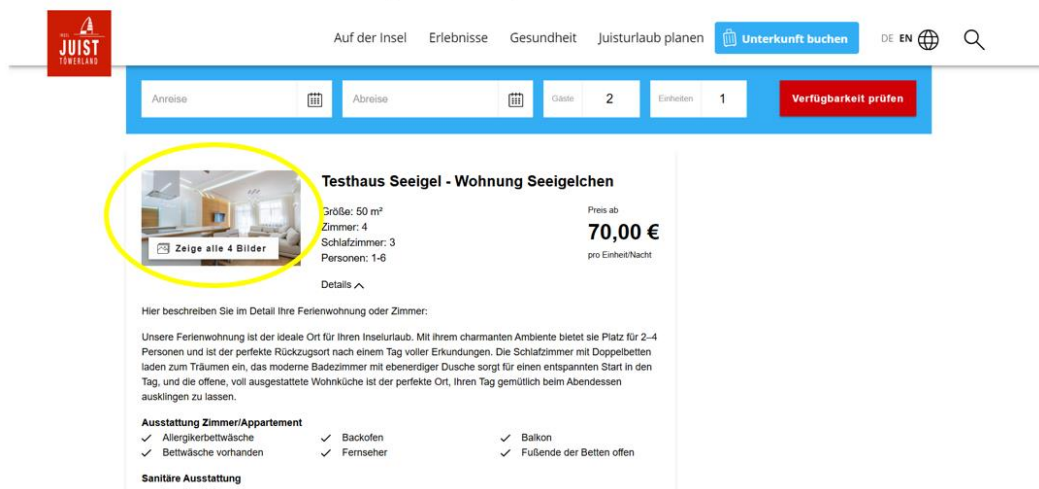 JUIST
TÖWERLAND
Auf der Insel
Erlebnisse
Gesundheit
Juisturlaub planen
Unterkunft buchen
DE EN
Anreise
Abreise
Gäste 2
Einheiten 1
Verfügbarkeit prüfen
Testhaus Seeigel - Wohnung Seeigelchen
Größe: 50 m²
Zimmer: 4
Schlafzimmer: 3
Personen: 1-6
Zeige alle 4 Bilder
Preis ab
70,00 €
pro Einheit/Nacht
Details
Hier beschreiben Sie im Detail Ihre Ferienwohnung oder Zimmer:
Unsere Ferienwohnung ist der ideale Ort für Ihren Inselurlaub. Mit ihrem charmanten Ambiente bietet sie Platz für 2–4
Personen und ist der perfekte Rückzugsort nach einem Tag voller Erkundungen. Die Schlafzimmer mit Doppelbetten
laden zum Träumen ein, das moderne Badezimmer mit ebenerdiger Dusche sorgt für einen entspannten Start in den
Tag, und die offene, voll ausgestattete Wohnküche ist der perfekte Ort, Ihren Tag gemütlich beim Abendessen
ausklingen zu lassen.
Ausstattung Zimmer/Appartement
Allergikerbettwäsche
Backofen
Balkon
Bettwäsche vorhanden
Fernseher
Fußende der Betten offen
Sanitäre Ausstattung